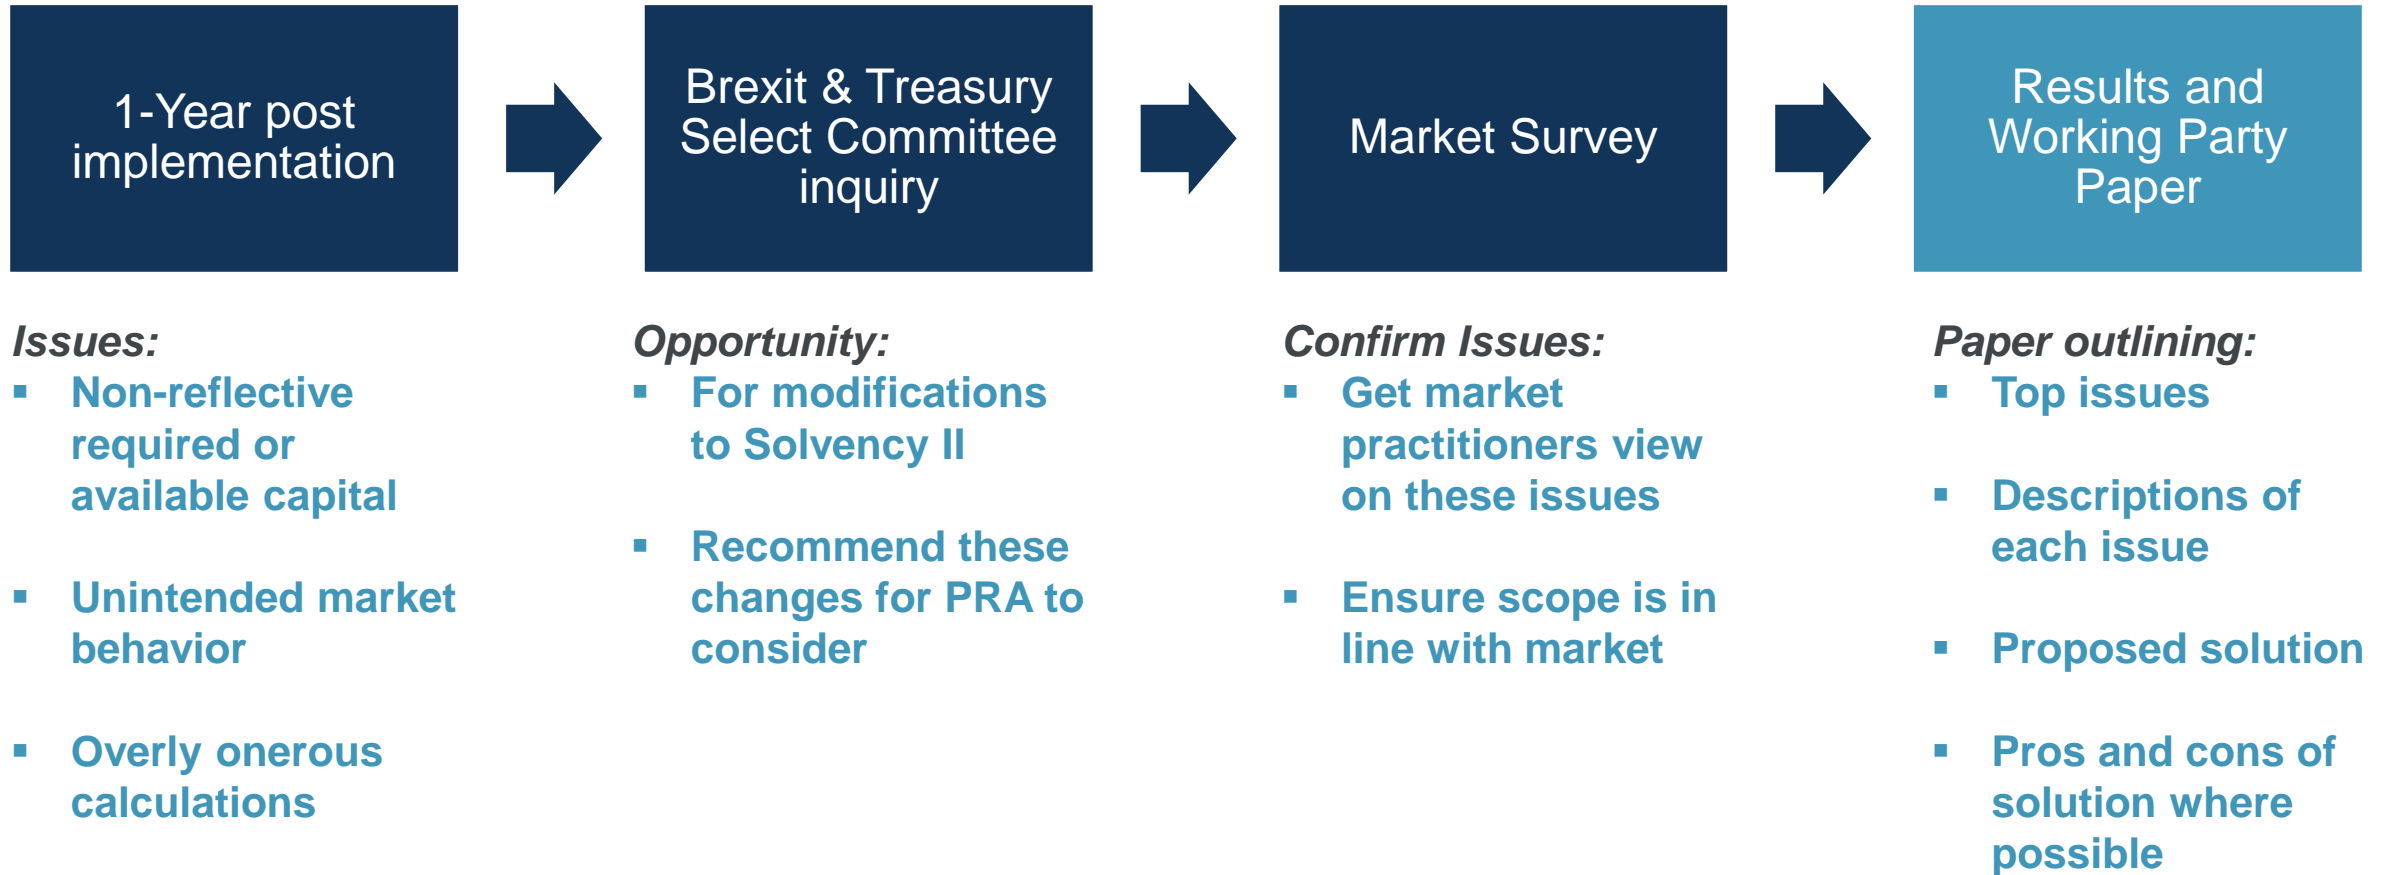 1-Year post
implementation
Brexit & Treasury
Select Committee
inquiry
Market Survey
Results and
Working Party
Paper
Issues:
▪ Non-reflective
required or
available capital
▪ Unintended market
behavior
▪ Overly onerous
calculations
Opportunity:
▪ For modifications
to Solvency II
▪ Recommend these
changes for PRA to
consider
Confirm Issues:
▪ Get market
practitioners view
on these issues
▪ Ensure scope is in
line with market
Paper outlining:
▪ Top issues
▪ Descriptions of
each issue
▪ Proposed solution
▪ Pros and cons of
solution where
possible